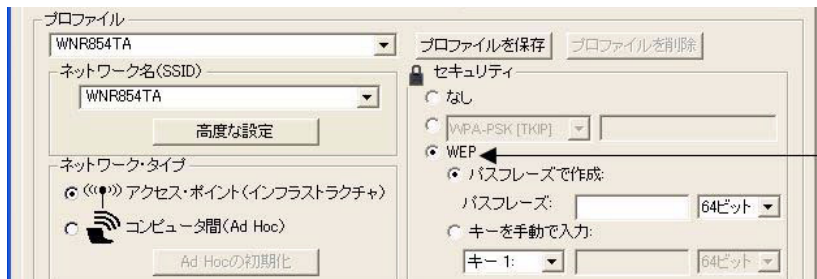 プロファイル
WNR854TA
プロファイルを保存
プロファイルを削除
ネットワーク名(SSID)
WNR854TA
高度な設定
ネットワーク・タイプ
アクセス・ポイント(インフラストラクチャ)
コンピュータ間(Ad Hoc)
Ad Hocの初期化
セキュリティ
なし
WPA-PSK [TKIP]
WEP
パスフレーズで作成:
パスフレーズ:
64ビット
キーを手動で入力:
キー 1:
64ビット